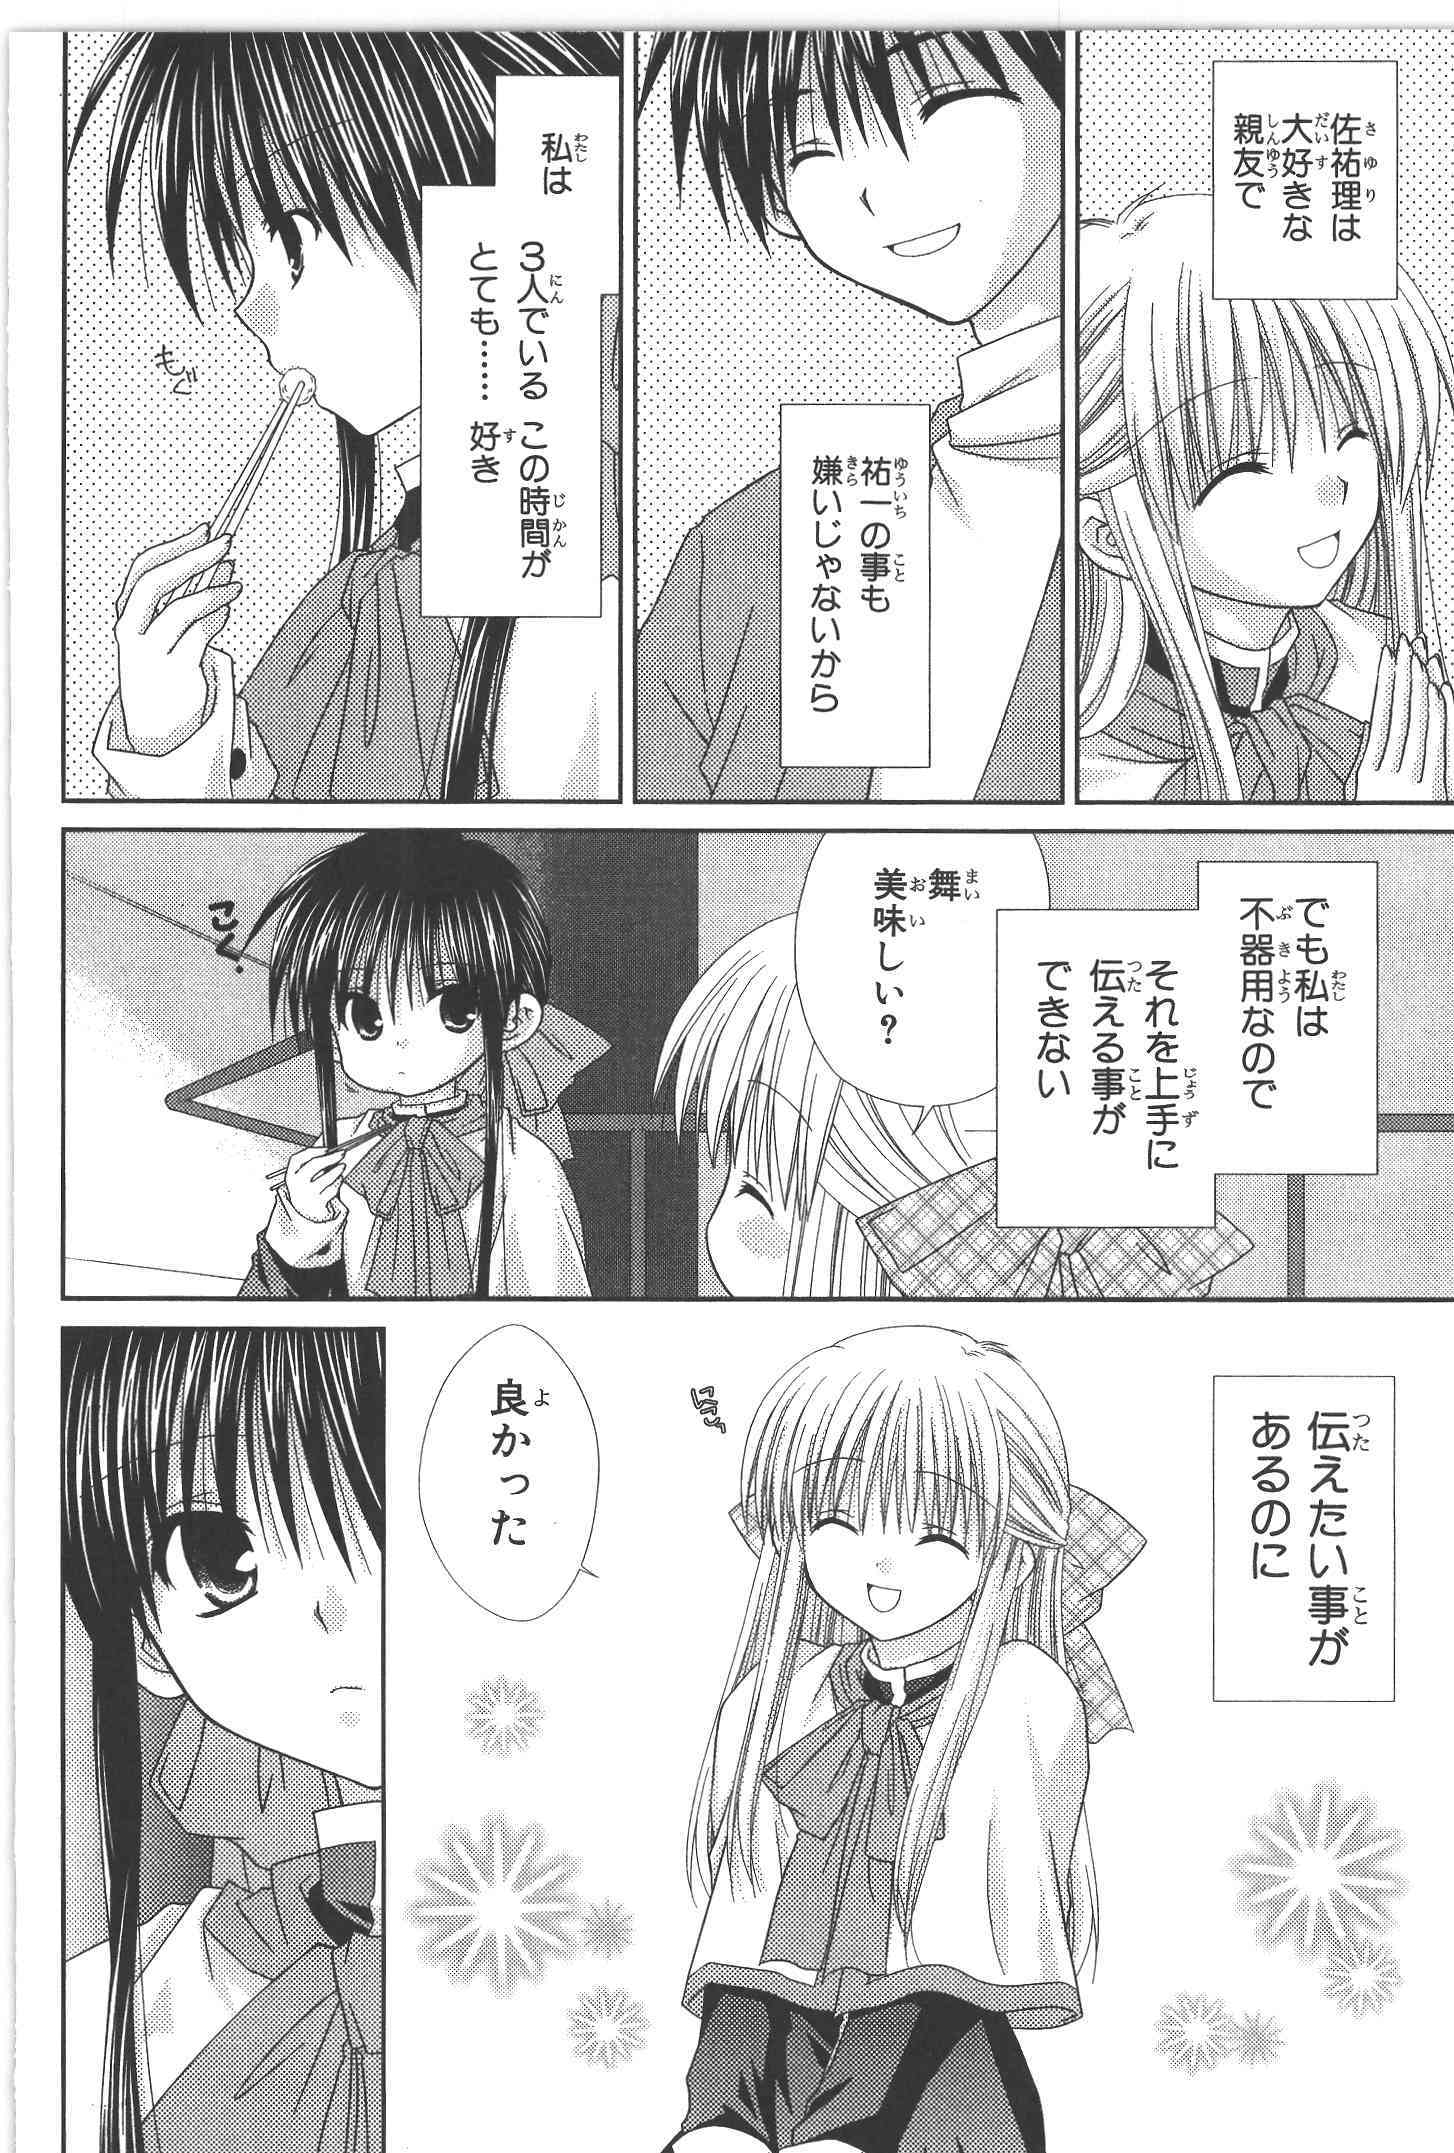 佐祐理は
大好きな
親友で
祐一の事も
嫌いじゃないから
私は
3人でいる この時間が
とても…… 好き
もぐ
でも私は
不器用なので
それを上手に
伝える事が
できない
舞
美味しい?
こく。
伝えたい事が
あるのに
にこっ
良かった